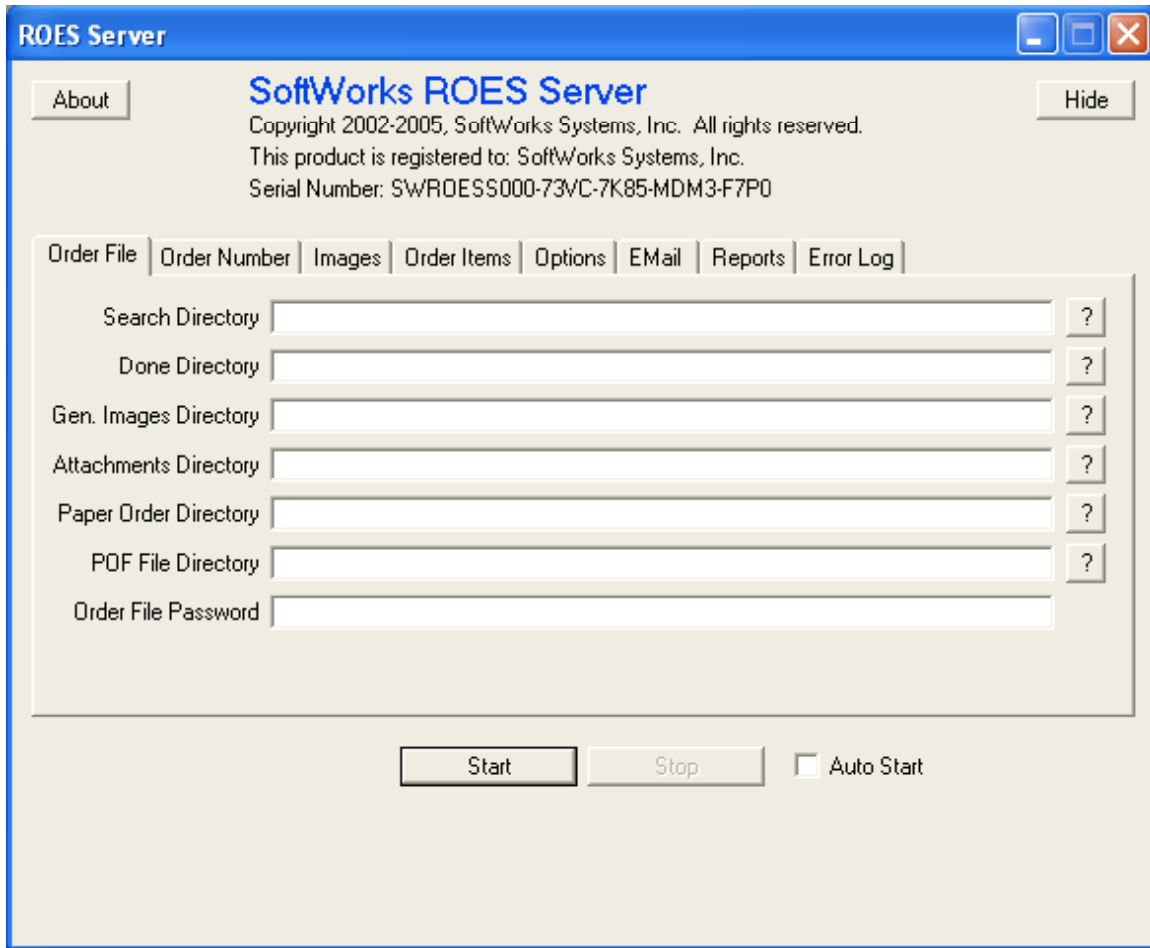 ROES Server
About
SoftWorks ROES Server
Hide
Copyright 2002-2005, SoftWorks Systems, Inc. All rights reserved.
This product is registered to: SoftWorks Systems, Inc.
Serial Number: SWROESS000-73VC-7K85-MDM3-F7P0
Order File Order Number Images Order Items Options EMail Reports Error Log
Search Directory ?
Done Directory ?
Gen. Images Directory ?
Attachments Directory ?
Paper Order Directory ?
POF File Directory ?
Order File Password
Start Stop Auto Start